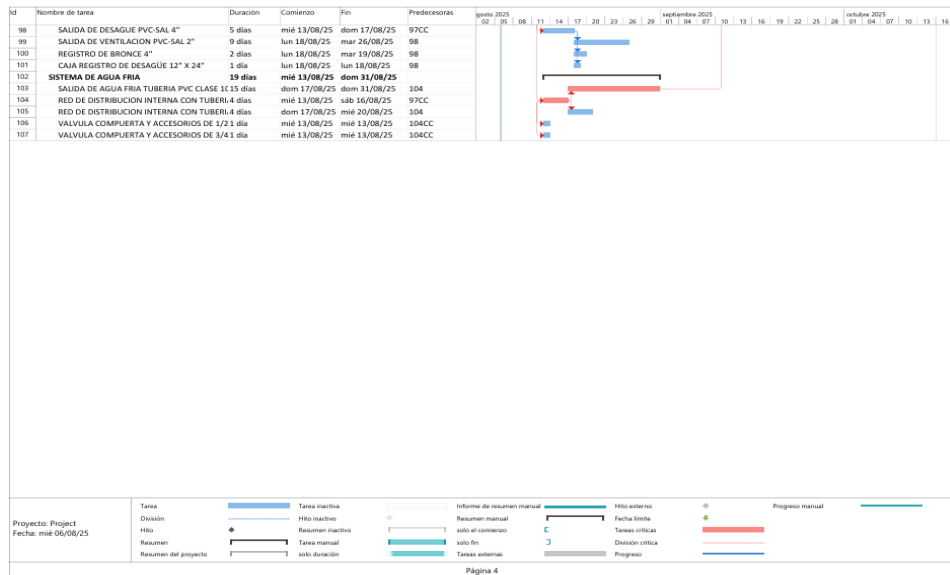 Id Nombre de tarea Duración Comienzo Fin Predecesoras
agosto 2025 septiembre 2025 octubre 2025
02 05 08 11 14 17 20 23 26 29 01 04 07 10 13 16 19 22 25 28 01 04 07 10 13 16
98 SALIDA DE DESAGUE PVC-SAL 4" 5 días mié 13/08/25 dom 17/08/25 97CC
99 SALIDA DE VENTILACION PVC-SAL 2" 9 días lun 18/08/25 mar 26/08/25 98
100 REGISTRO DE BRONCE 4" 2 días lun 18/08/25 mar 19/08/25 98
101 CAJA REGISTRO DE DESAGÜE 12" X 24" 1 día lun 18/08/25 lun 18/08/25 98
102 SISTEMA DE AGUA FRIA 19 días mié 13/08/25 dom 31/08/25
103 SALIDA DE AGUA FRIA TUBERIA PVC CLASE 10 15 días dom 17/08/25 dom 31/08/25 104
104 RED DE DISTRIBUCION INTERNA CON TUBERI 4 días mié 13/08/25 sáb 16/08/25 97CC
105 RED DE DISTRIBUCION INTERNA CON TUBERI 4 días dom 17/08/25 mié 20/08/25 104
106 VALVULA COMPUERTA Y ACCESORIOS DE 1/2 1 día mié 13/08/25 mié 13/08/25 104CC
107 VALVULA COMPUERTA Y ACCESORIOS DE 3/4 1 día mié 13/08/25 mié 13/08/25 104CC
Proyecto: Project
Fecha: mié 06/08/25
Tarea Tarea inactiva Informe de resumen manual Hito externo Progreso manual
División Hito inactivo Resumen manual Fecha límite
Hito Resumen inactivo solo el comienzo Tareas críticas
Resumen Tarea manual solo fin División crítica
Resumen del proyecto solo duración Tareas externas Progreso
Página 4